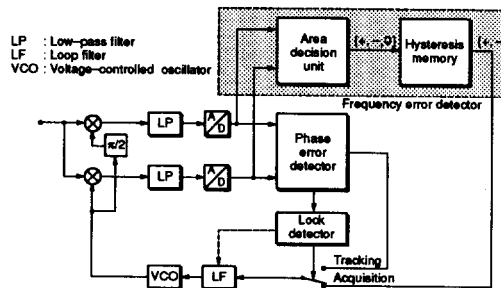 LP : Low-pass filter
LF : Loop filter
VCO : Voltage-controlled oscillator
Area decision unit
{+, -, 0}
Hysteresis memory
{+, -
Frequency error detector
LP
A/D
π/2
LP
A/D
Phase error detector
Lock detector
Tracking
Acquisition
VCO
LF